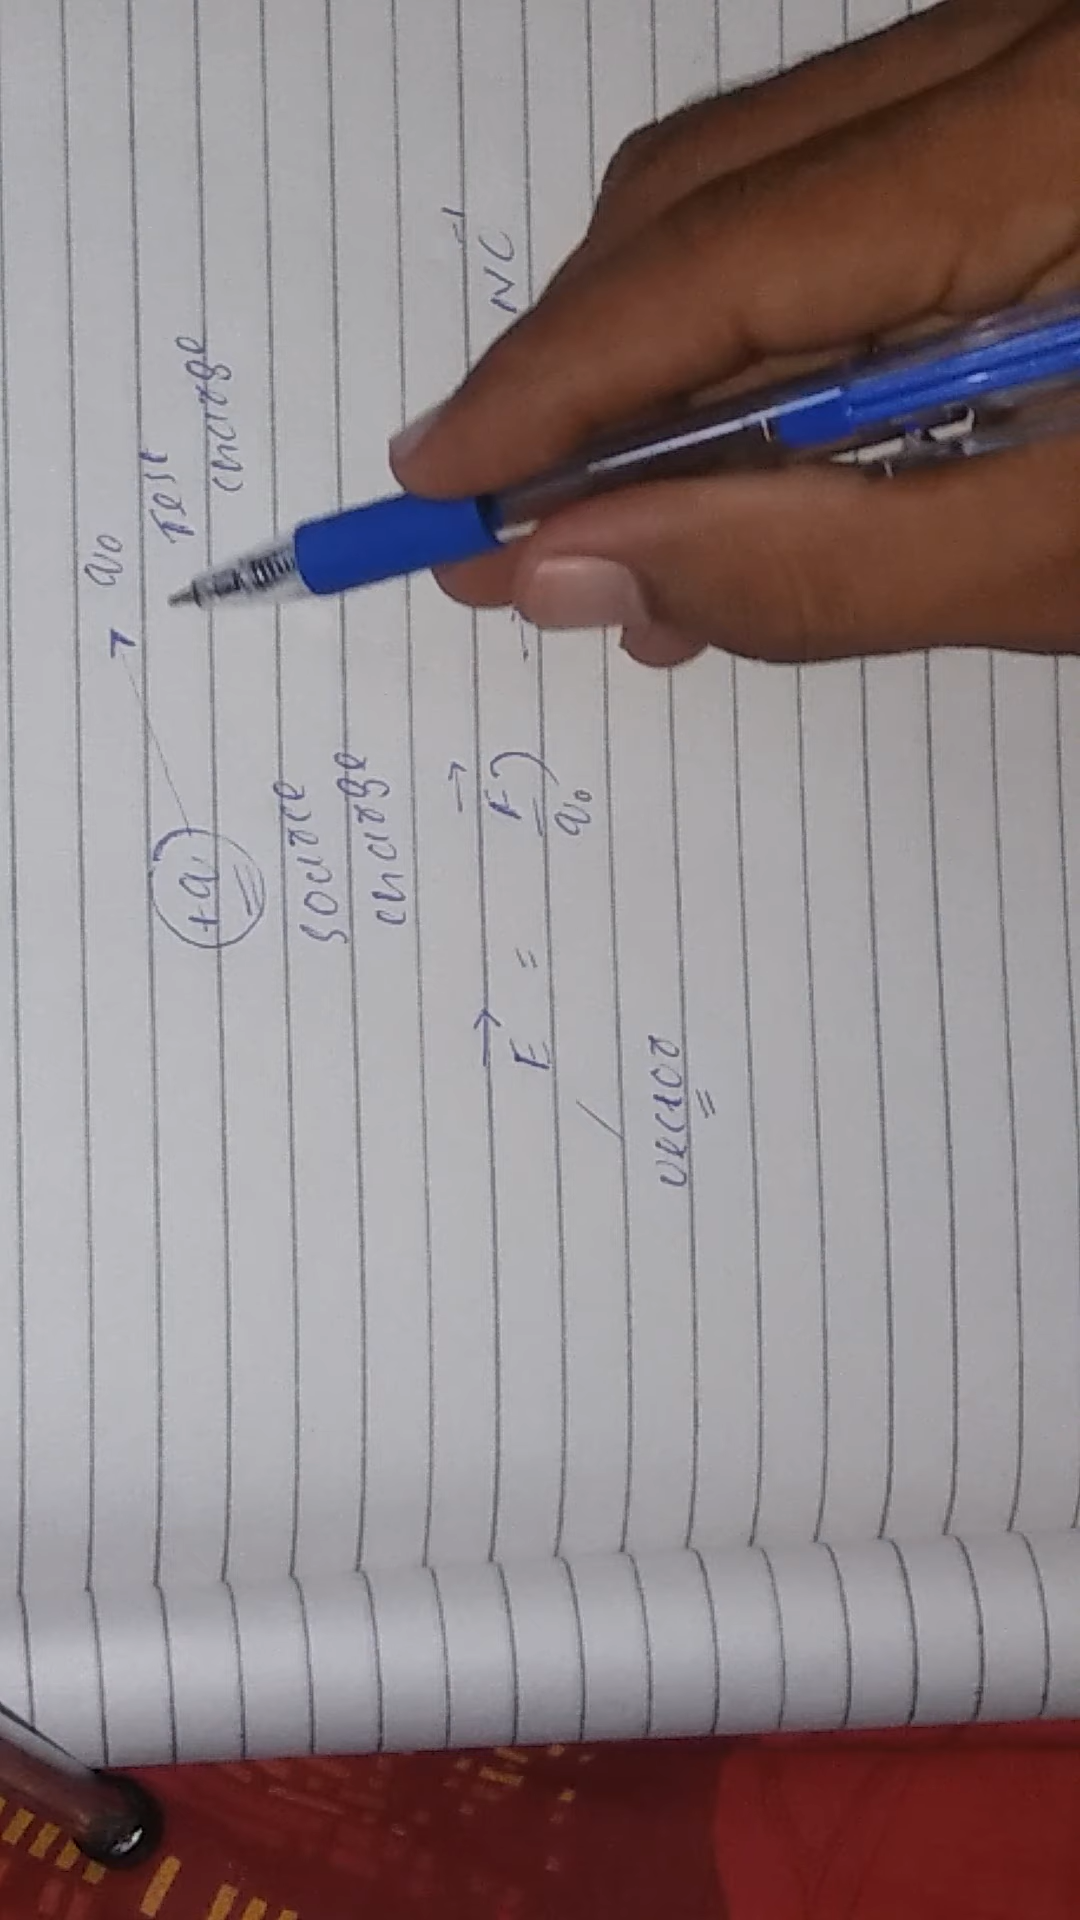 q₀
Test
charge
+q
source
charge
E⃗ = F⃗ / q₀ → NC⁻¹
vector